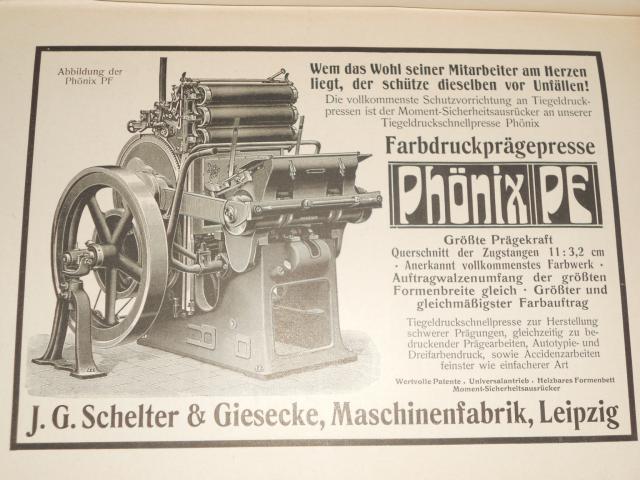 Abbildung der
Phönix PF
Wem das Wohl seiner Mitarbeiter am Herzen
liegt, der schütze dieselben vor Unfällen!
Die vollkommenste Schutzvorrichtung an Tiegeldruck-
pressen ist der Moment-Sicherheitsausrücker an unserer
Tiegeldruckschnellpresse Phönix
Farbdruckprägepresse
Phönix PF
Größte Prägekraft
Querschnitt der Zugstangen 11:3,2 cm
· Anerkannt vollkommenstes Farbwerk ·
Auftragwalzenumfang der größten
Formenbreite gleich · Größter und
gleichmäßigster Farbauftrag
Tiegeldruckschnellpresse zur Herstellung
schwerer Prägungen, gleichzeitig zu be-
druckender Prägearbeiten, Autotypie- und
Dreifarbendruck, sowie Accidenzarbeiten
feinster wie einfacherer Art
Wertvolle Patente · Universalantrieb · Heizbares Formenbett
Moment-Sicherheitsausrücker
J. G. Schelter & Giesecke, Maschinenfabrik, Leipzig